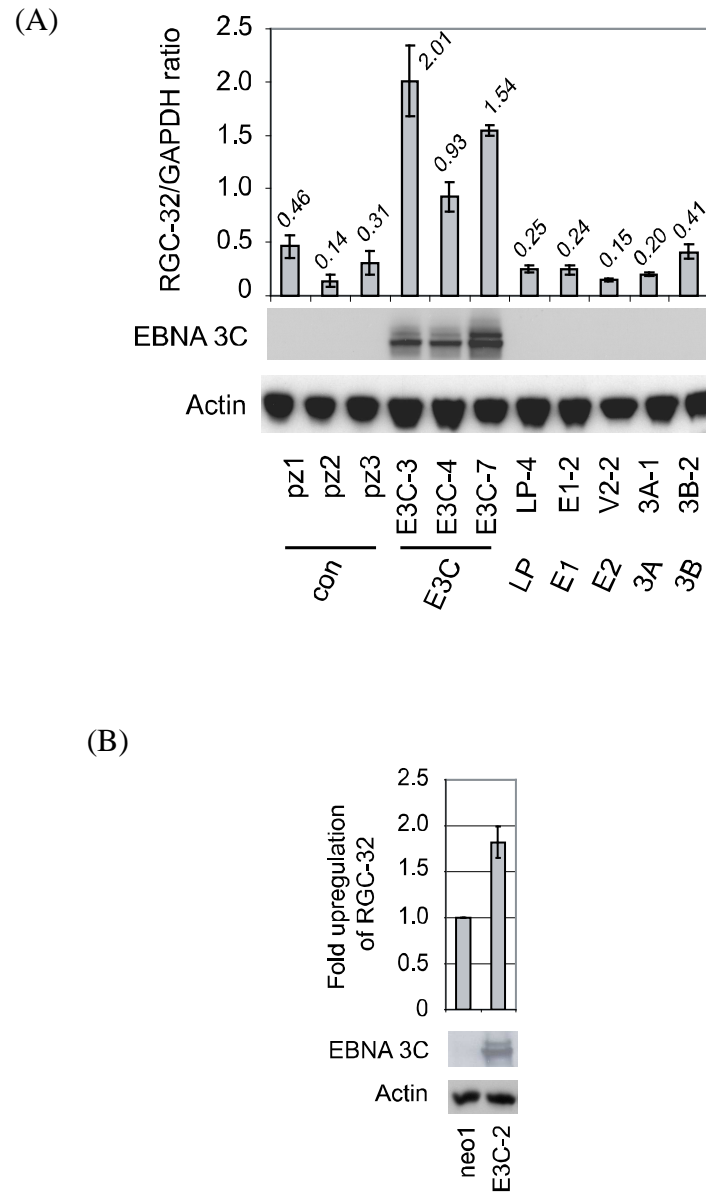 (A)
RGC-32/GAPDH ratio
2.5
2.0
1.5
1.0
0.5
0
0.46
0.14
0.31
2.01
0.93
1.54
0.25
0.24
0.15
0.20
0.41
EBNA 3C
Actin
pz1
pz2
pz3
E3C-3
E3C-4
E3C-7
LP-4
E1-2
V2-2
3A-1
3B-2
con
E3C
LP
E1
E2
3A
3B
(B)
Fold upregulation
of RGC-32
2.5
2.0
1.5
1.0
0.5
0
EBNA 3C
Actin
neo1
E3C-2